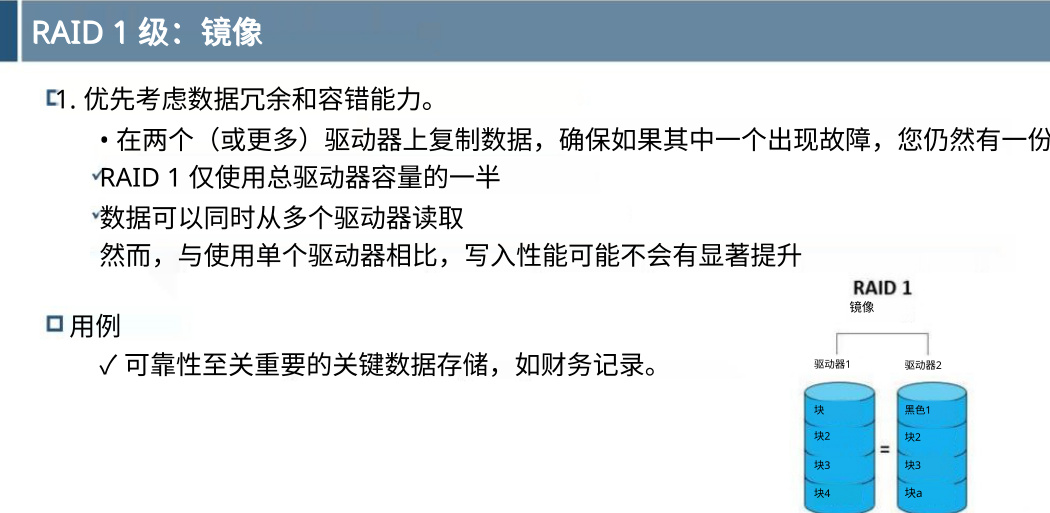 RAID 1 级：镜像
1. 优先考虑数据冗余和容错能力。
• 在两个（或更多）驱动器上复制数据，确保如果其中一个出现故障，您仍然有一份
RAID 1 仅使用总驱动器容量的一半
数据可以同时从多个驱动器读取
然而，与使用单个驱动器相比，写入性能可能不会有显著提升
用例
✓ 可靠性至关重要的关键数据存储，如财务记录。
RAID 1
镜像
驱动器1 驱动器2
块 黑色1
块2 块2
=
块3 块3
块4 块a